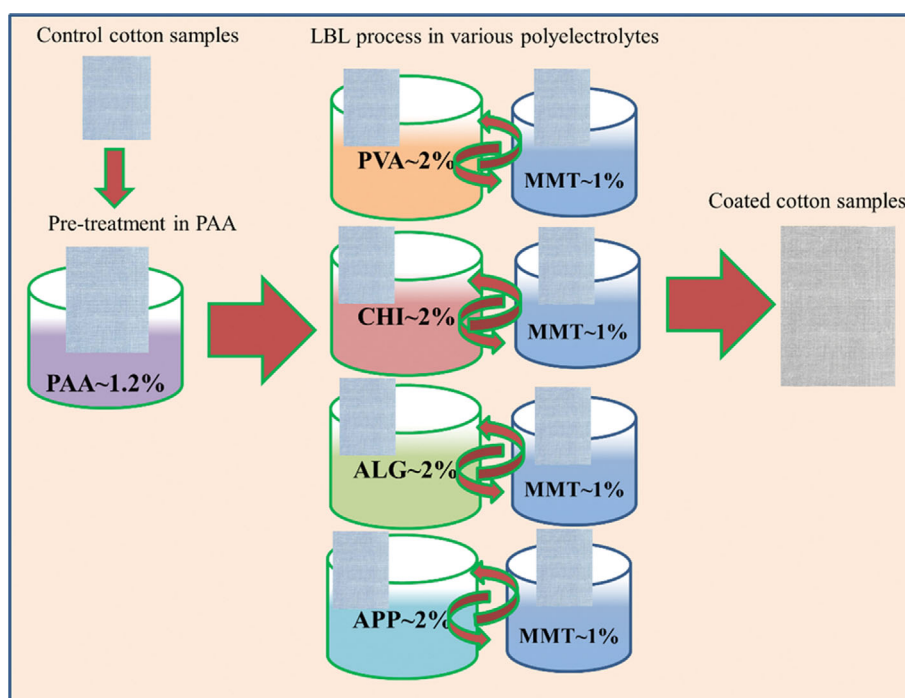 Control cotton samples
LBL process in various polyelectrolytes
PVA~2%
MMT~1%
Pre-treatment in PAA
Coated cotton samples
PAA~1.2%
CHI~2%
MMT~1%
ALG~2%
MMT~1%
APP~2%
MMT~1%